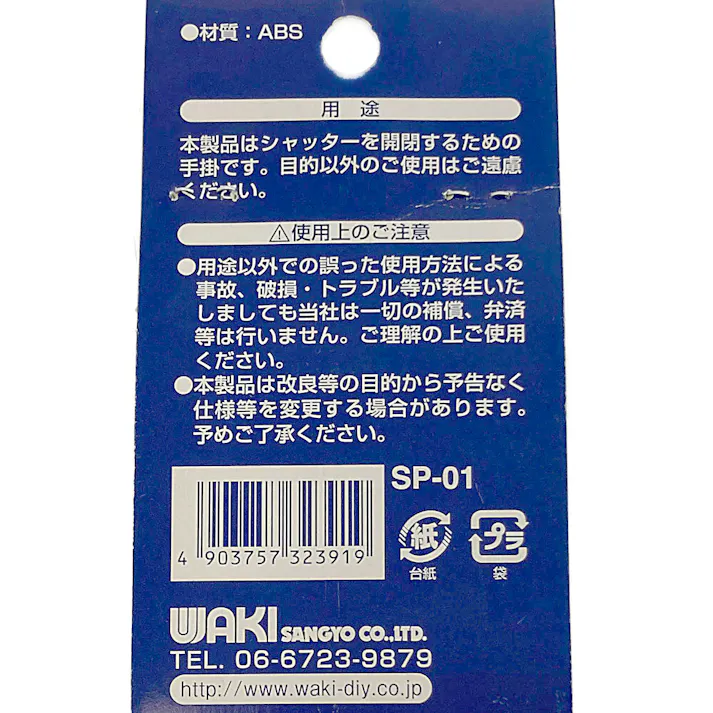 ●材質：ABS
用途
本製品はシャッターを開閉するための
手掛です。目的以外のご使用はご遠慮
ください。
⚠使用上のご注意
●用途以外での誤った使用方法による
事故、破損・トラブル等が発生いた
しましても当社は一切の補償、弁済
等は行いません。ご理解の上ご使用
ください。
●本製品は改良等の目的から予告なく
仕様等を変更する場合があります。
予めご了承ください。
SP-01
4 903757 323919
紙 プラ
台紙 袋
WAKI SANGYO CO.,LTD.
TEL. 06-6723-9879
http://www.waki-diy.co.jp